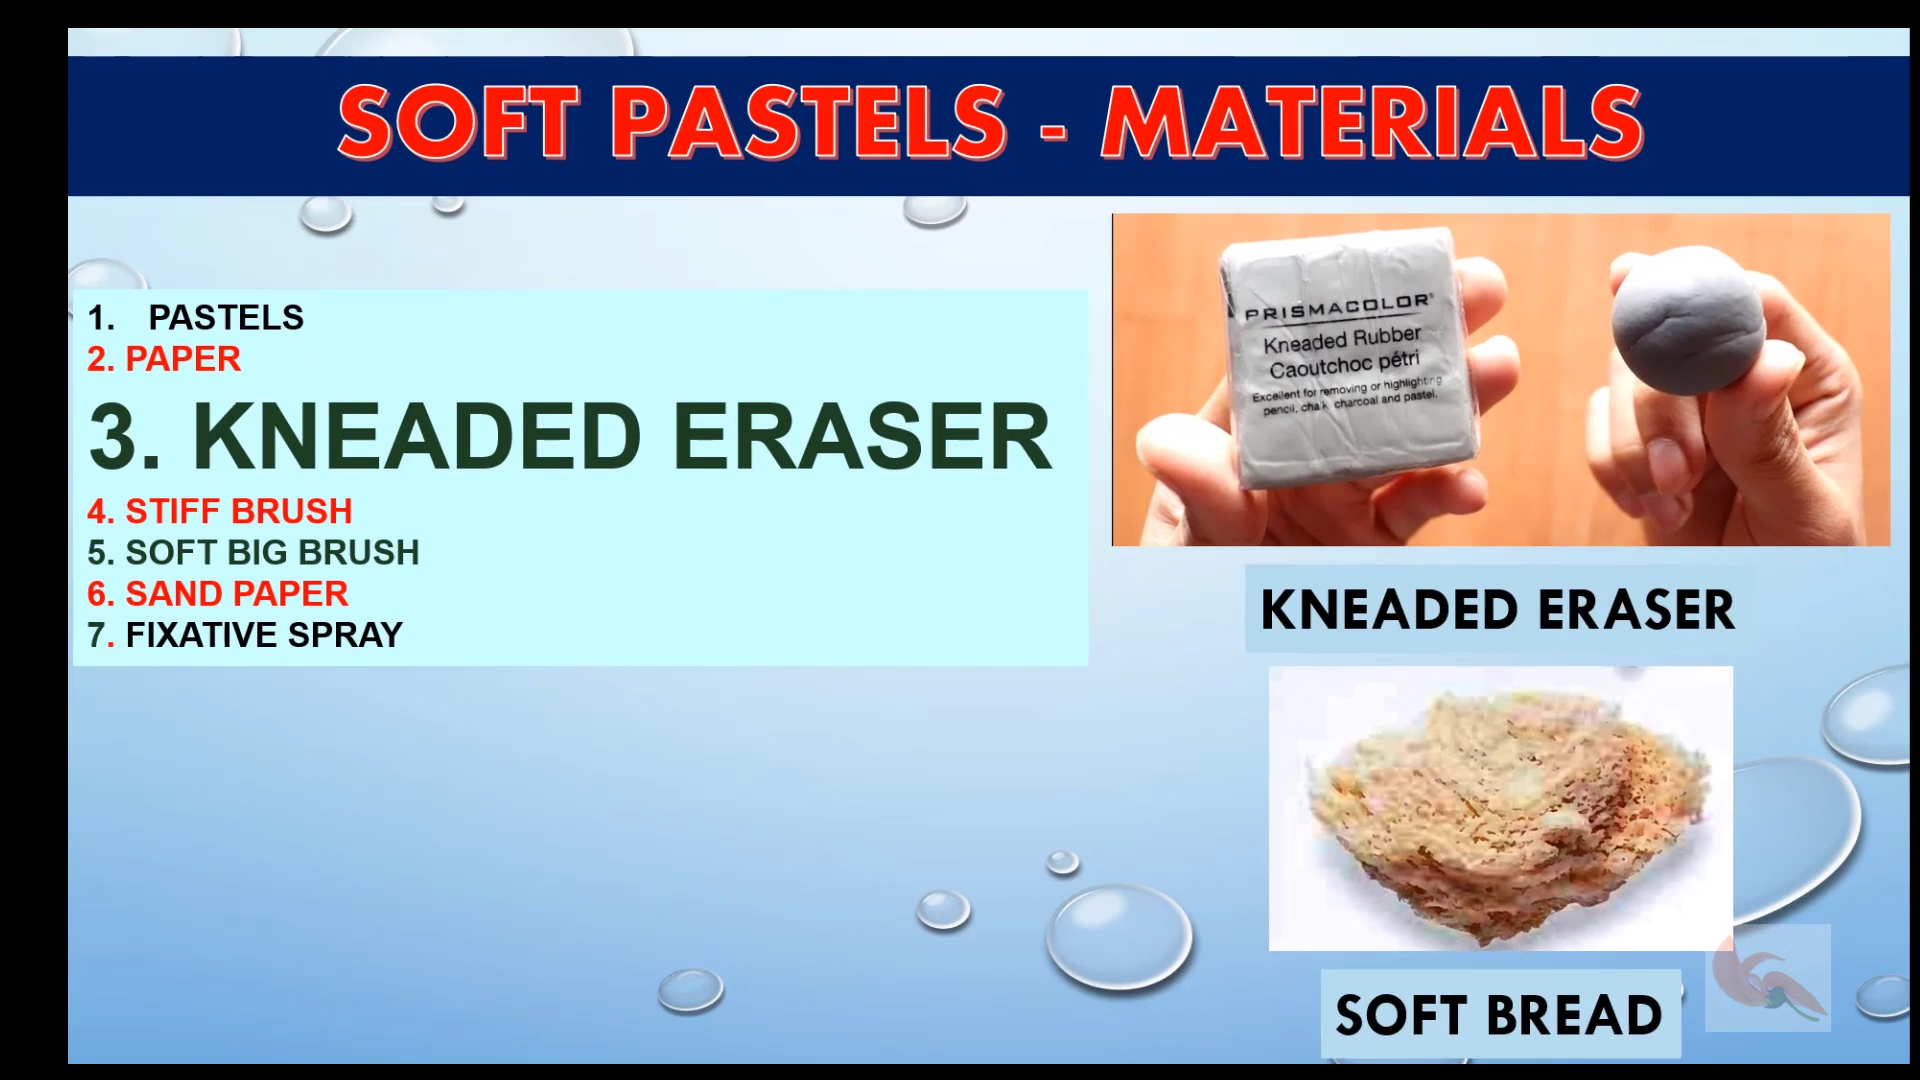 SOFT PASTELS - MATERIALS
1. PASTELS
2. PAPER
3. KNEADED ERASER
4. STIFF BRUSH
5. SOFT BIG BRUSH
6. SAND PAPER
7. FIXATIVE SPRAY
PRISMACOLOR®
Kneaded Rubber
Caoutchoc pétri
Excellent for removing or highlighting
pencil, chalk, charcoal and pastel.
KNEADED ERASER
SOFT BREAD